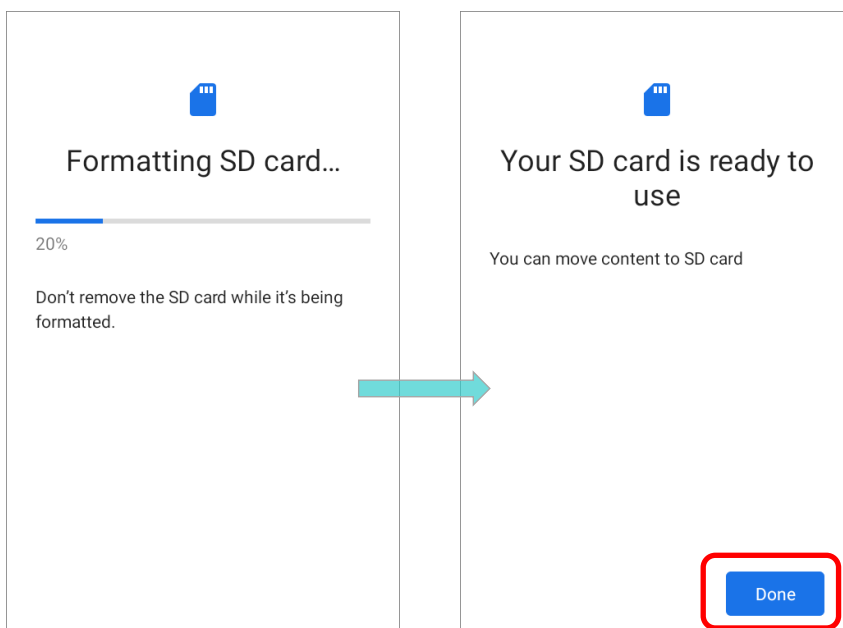 Formatting SD card…
20%
Don’t remove the SD card while it’s being
formatted.
Your SD card is ready to
use
You can move content to SD card
Done